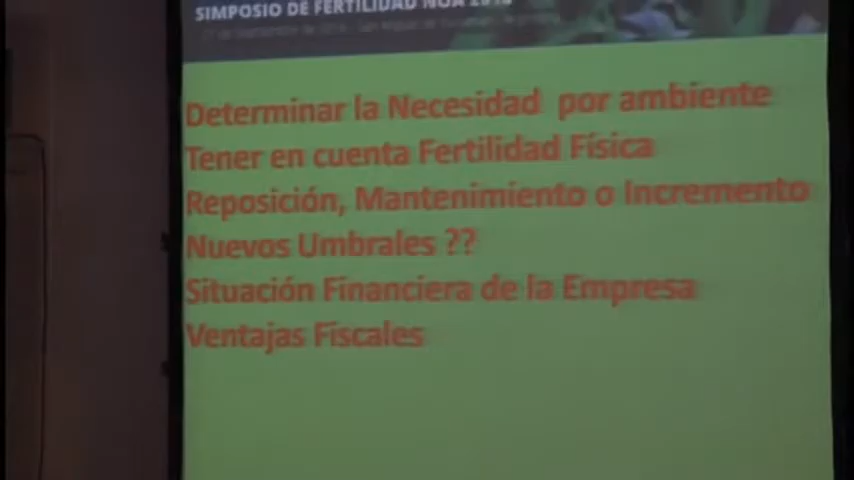 SIMPOSIO DE FERTILIDAD NOA
Determinar la Necesidad por ambiente
Tener en cuenta Fertilidad Física
Reposición, Mantenimiento o Incremento
Nuevos Umbrales ??
Situación Financiera de la Empresa
Ventajas Fiscales